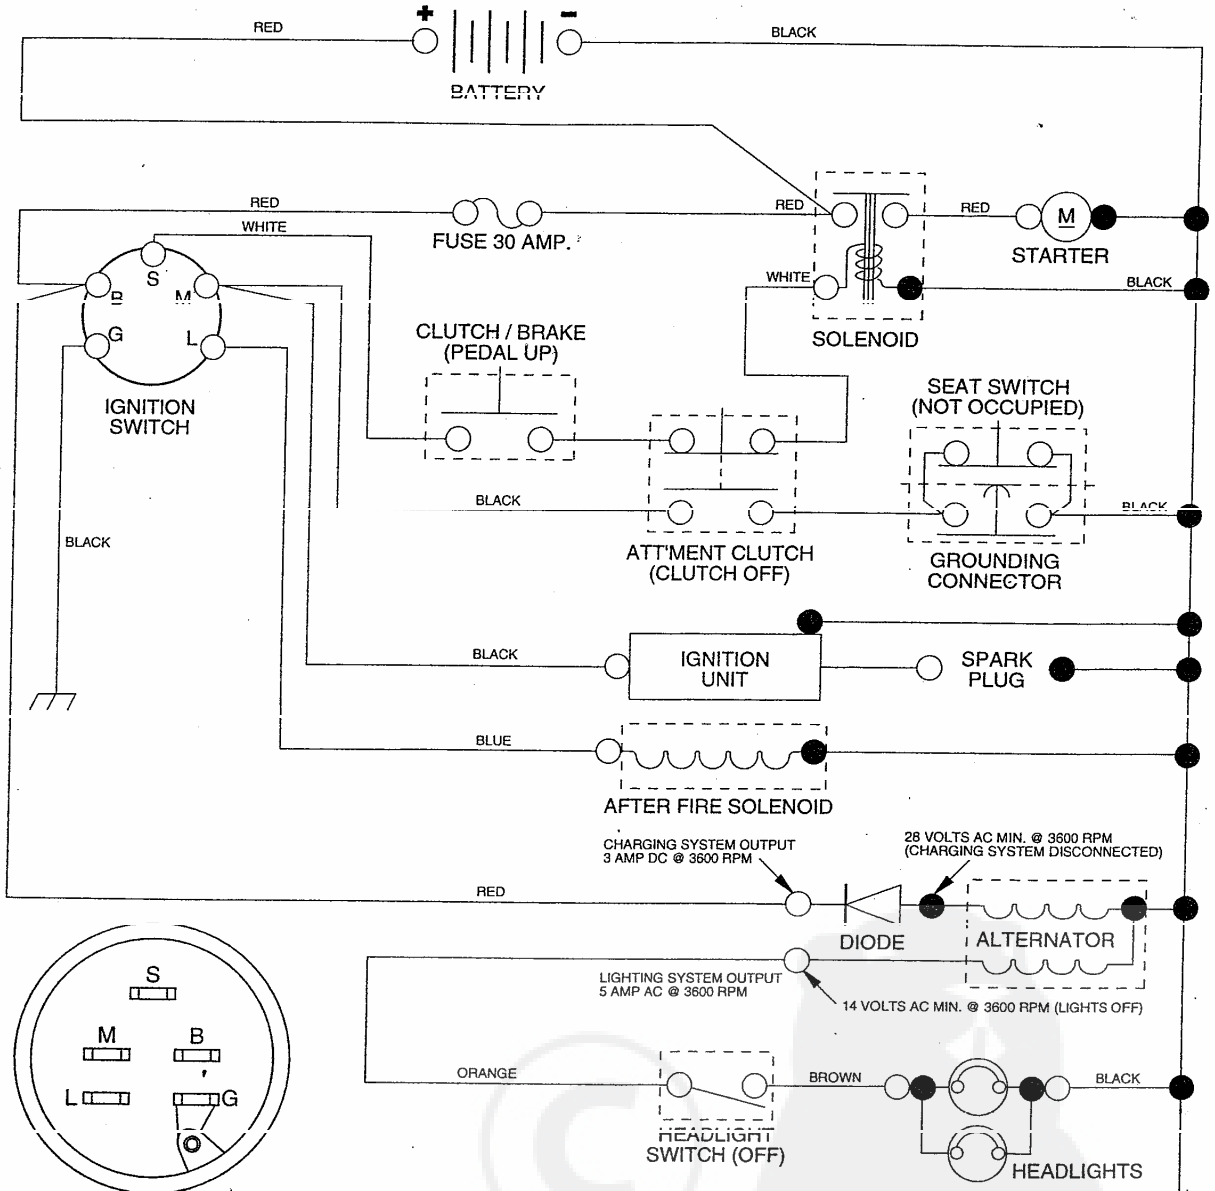 + −
RED
BLACK
BATTERY
RED
WHITE
FUSE 30 AMP.
RED
RED
M
STARTER
WHITE
BLACK
SOLENOID
S
B
M
G
L
IGNITION
SWITCH
CLUTCH / BRAKE
(PEDAL UP)
SEAT SWITCH
(NOT OCCUPIED)
BLACK
BLACK
BLACK
ATT'MENT CLUTCH
(CLUTCH OFF)
GROUNDING
CONNECTOR
BLACK
IGNITION
UNIT
SPARK
PLUG
BLUE
AFTER FIRE SOLENOID
CHARGING SYSTEM OUTPUT
3 AMP DC @ 3600 RPM
28 VOLTS AC MIN. @ 3600 RPM
(CHARGING SYSTEM DISCONNECTED)
RED
DIODE
ALTERNATOR
LIGHTING SYSTEM OUTPUT
5 AMP AC @ 3600 RPM
14 VOLTS AC MIN. @ 3600 RPM (LIGHTS OFF)
S
M
B
L
G
ORANGE
BROWN
BLACK
HEADLIGHT
SWITCH (OFF)
HEADLIGHTS
©